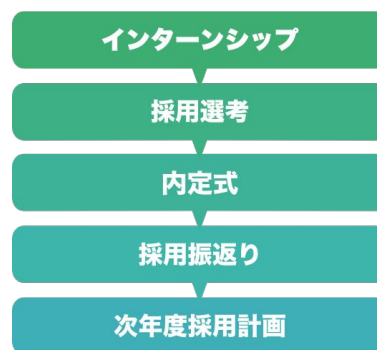 インターンシップ
採用選考
内定式
採用振返り
次年度採用計画